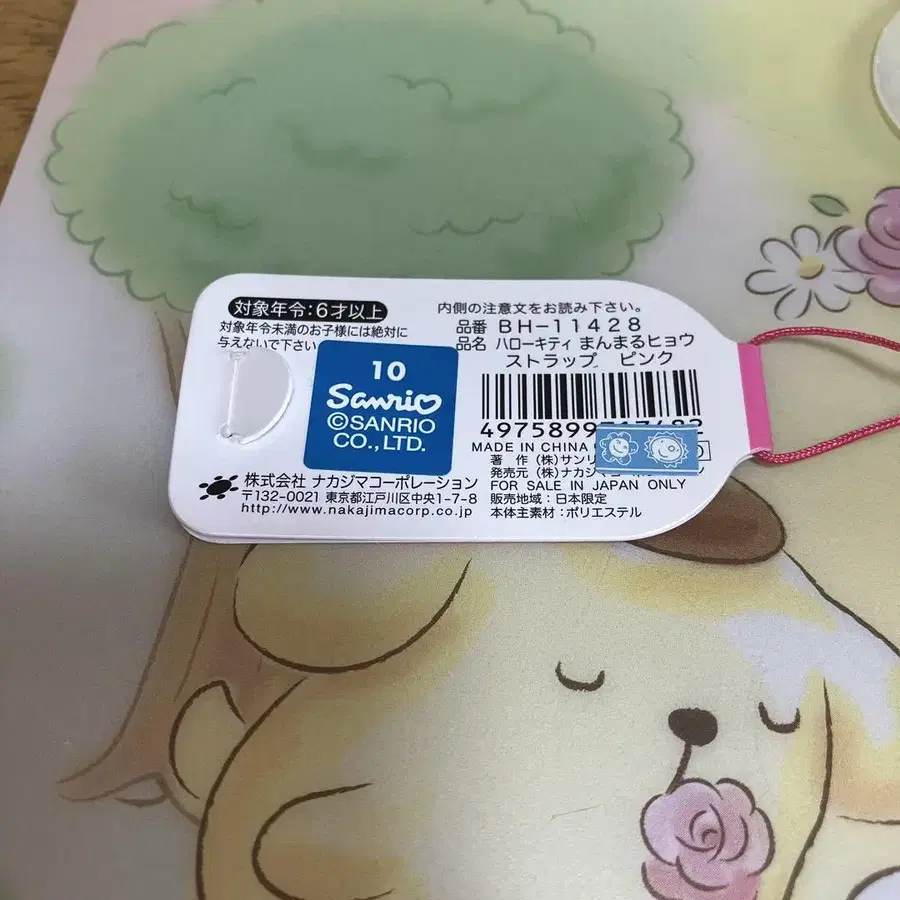 対象年令:6才以上
対象年令未満のお子様には絶対に
与えないで下さい
内側の注意文をお読み下さい。
品番 BH-11428
品名 ハローキティ まんまるヒョウ
ストラップ ピンク
10
Sanrio
©SANRIO
CO.,LTD.
MADE IN CHINA
著 作 (株)サンリ
発売元 (株)ナカジ
FOR SALE IN JAPAN ONLY
販売地域:日本限定
本体主素材:ポリエステル
株式会社 ナカジマコーポレーション
〒132-0021 東京都江戸川区中央1-7-8
http://www.nakajimacorp.co.jp